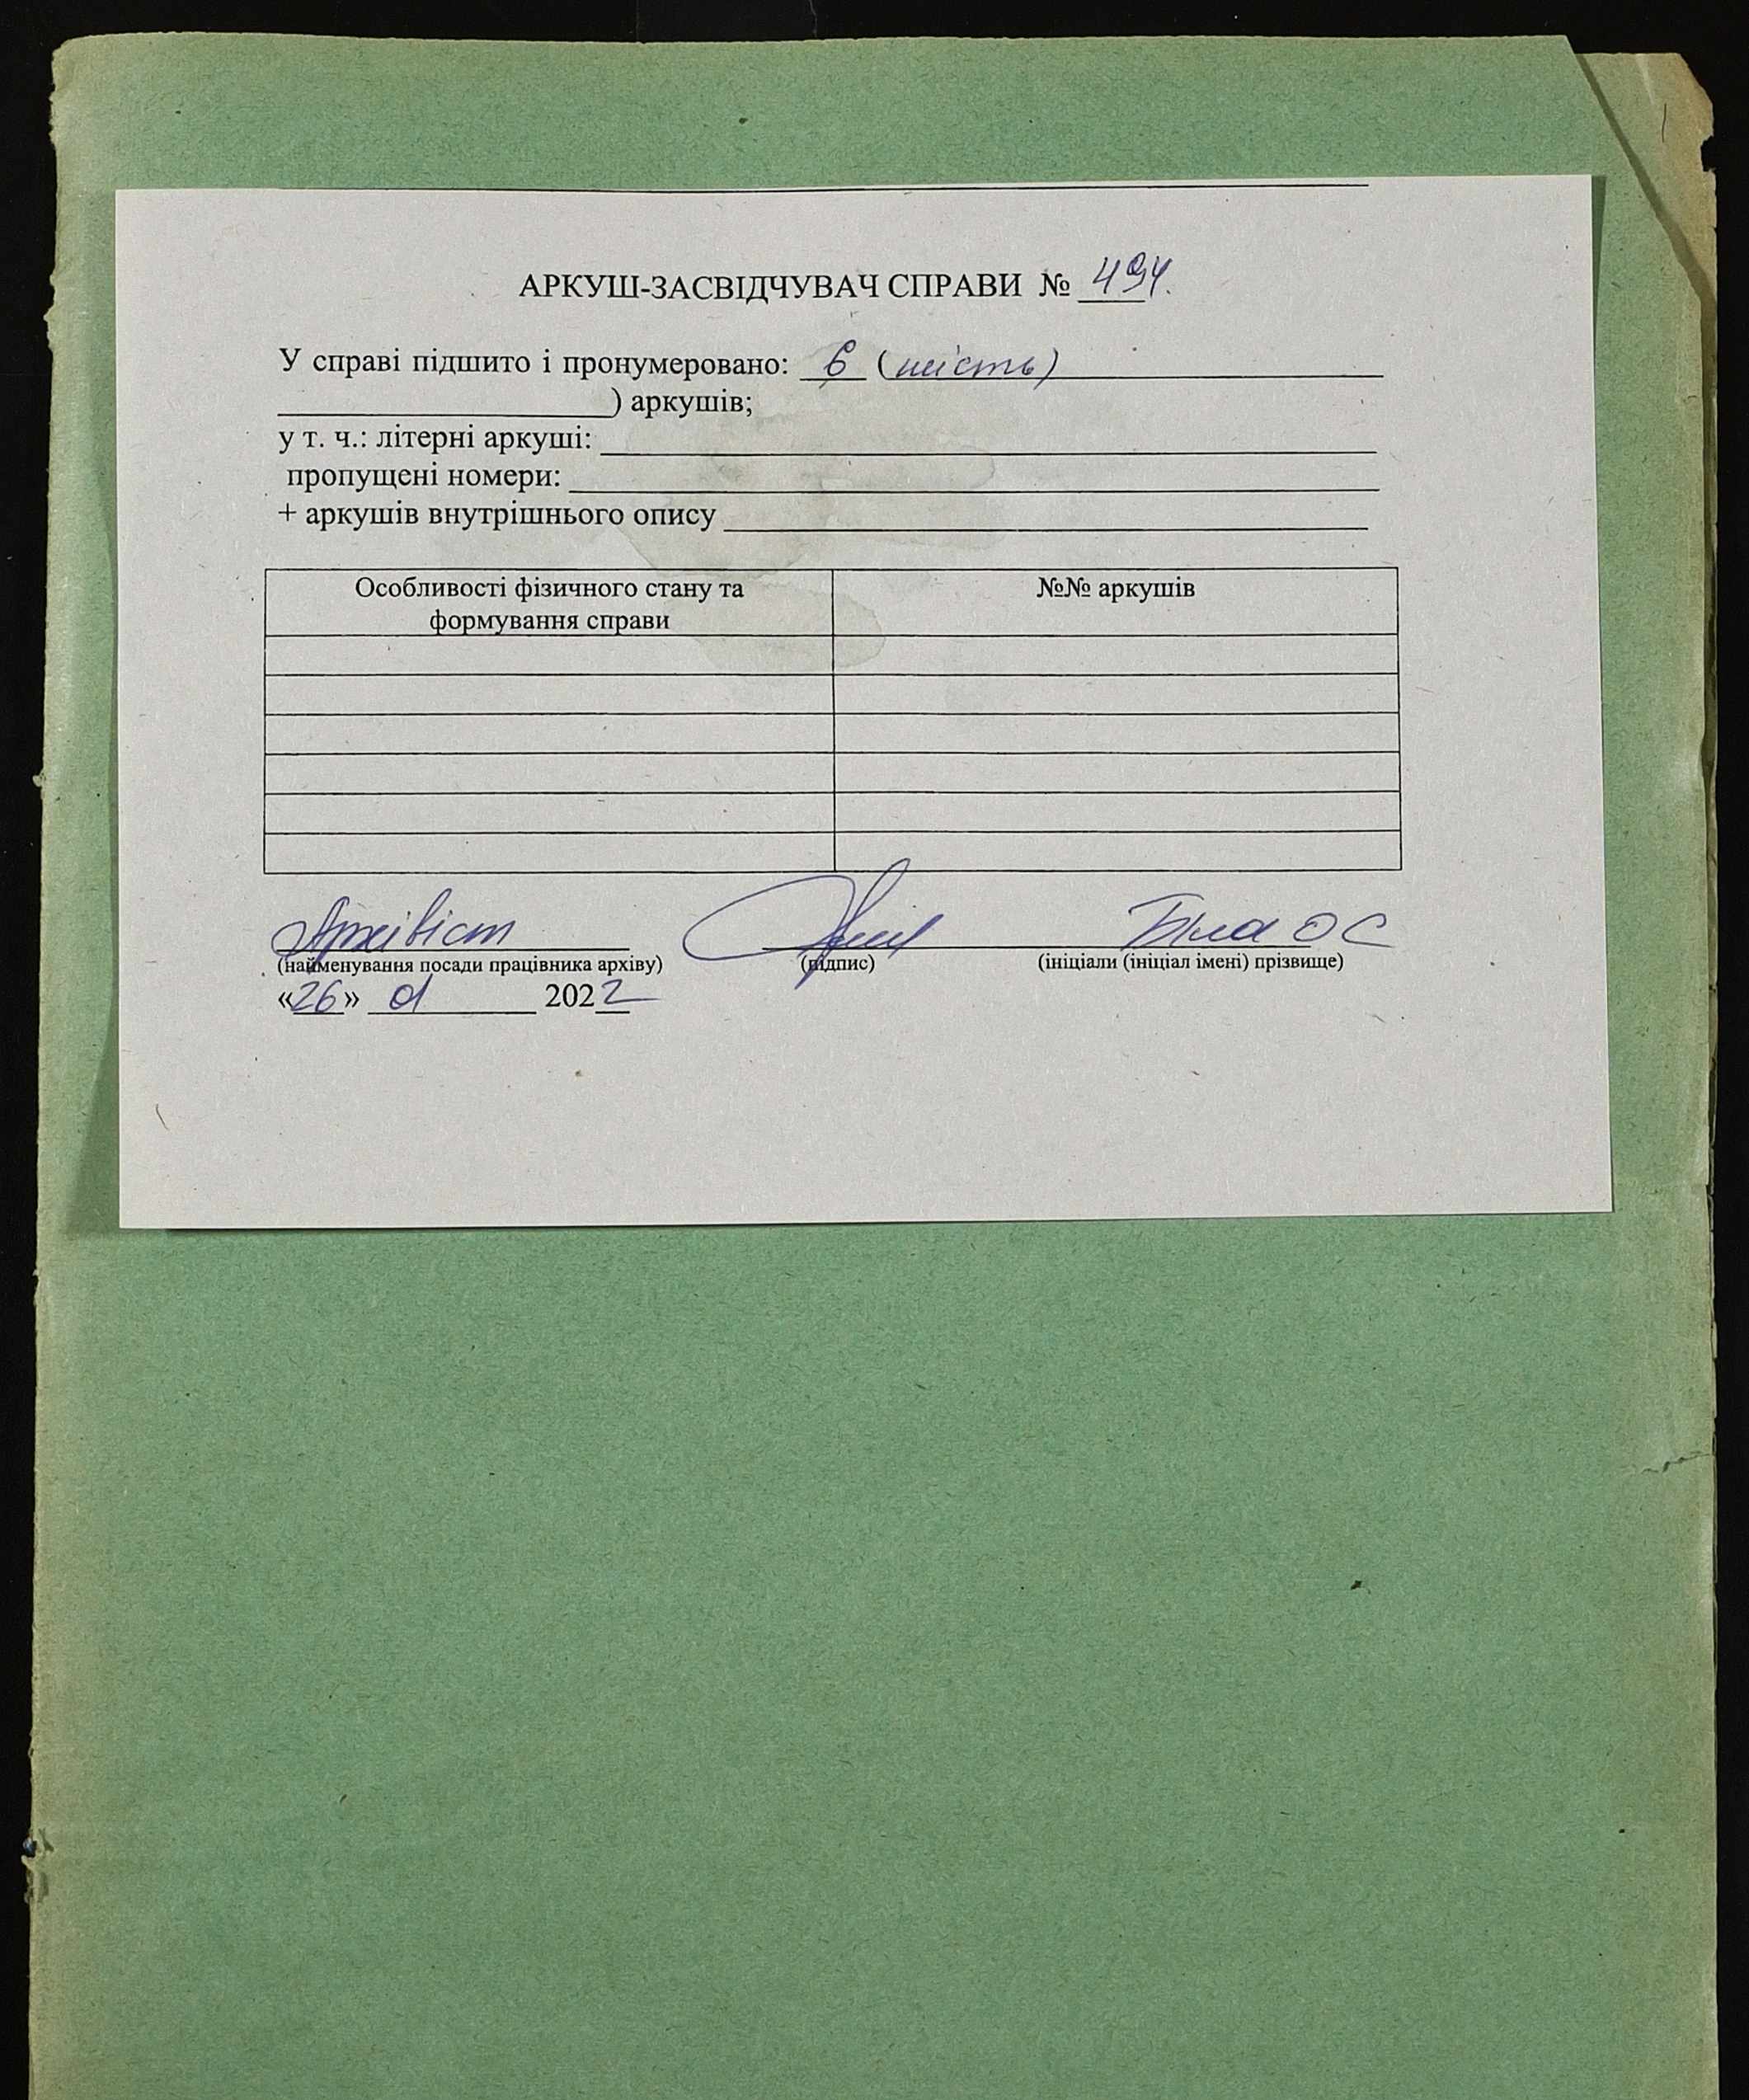 АРКУШ-ЗАСВІДЧУВАЧ СПРАВИ № 494.
У справі підшито і пронумеровано: 6 (шість)
) аркушів;
у т. ч.: літерні аркуші:
пропущені номери:
+ аркушів внутрішнього опису
Особливості фізичного стану та формування справи №№ аркушів
Архівіст Біла О С
(найменування посади працівника архіву) (підпис) (ініціали (ініціал імені) прізвище)
«26» 01 2022